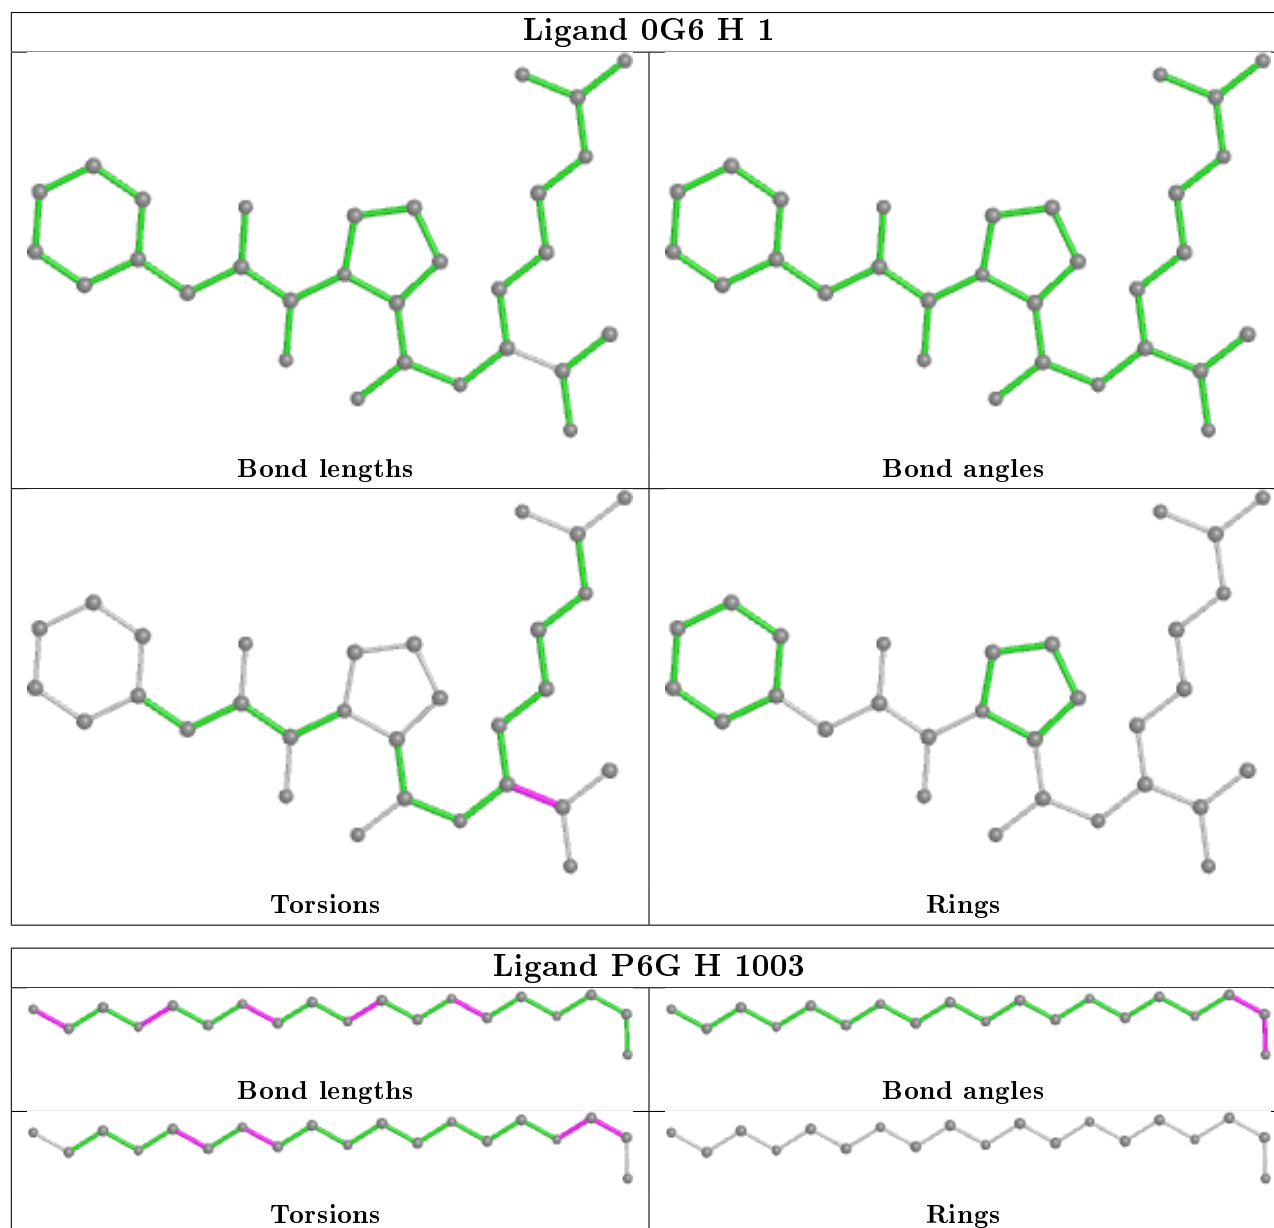 Ligand 0G6 H 1
Bond lengths
Bond angles
Torsions
Rings
Ligand P6G H 1003
Bond lengths
Bond angles
Torsions
Rings